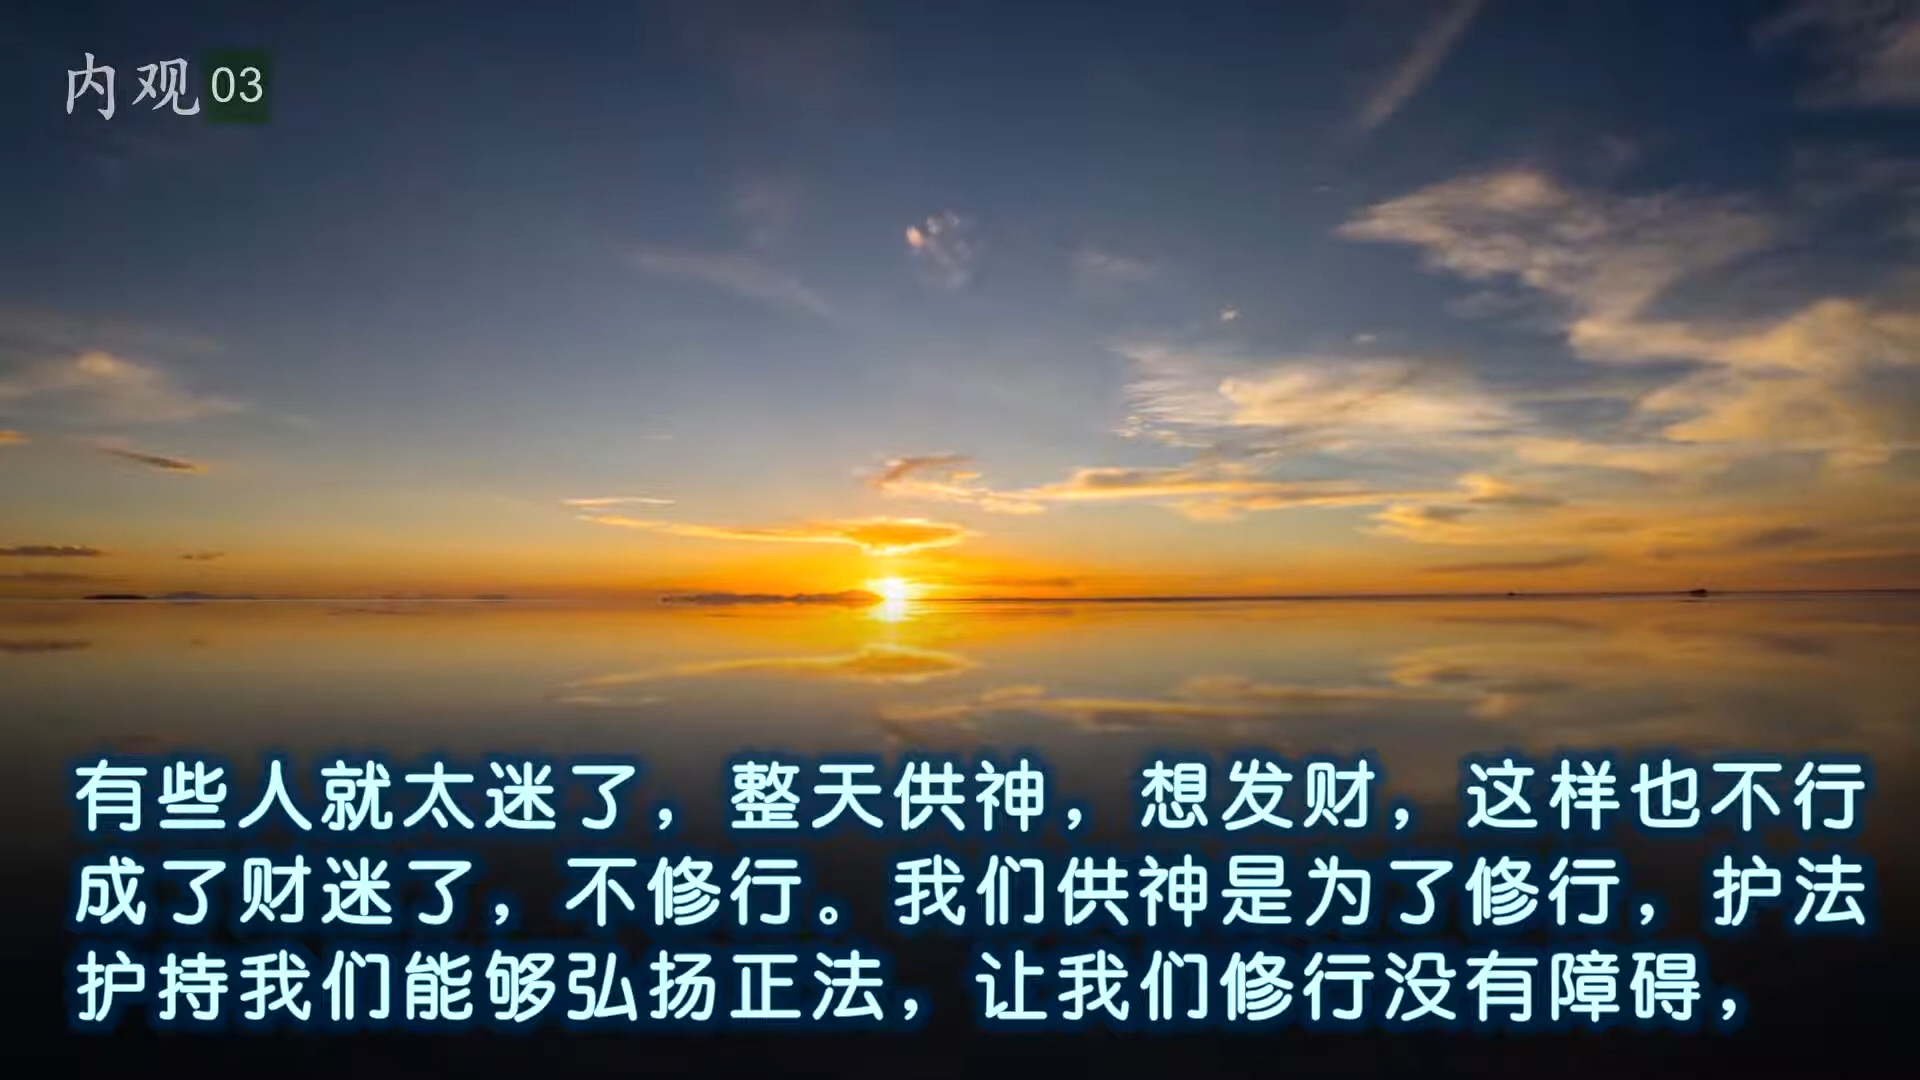 内观03
有些人就太迷了，整天供神，想发财，这样也不行
成了财迷了，不修行。我们供神是为了修行，护法
护持我们能够弘扬正法，让我们修行没有障碍，